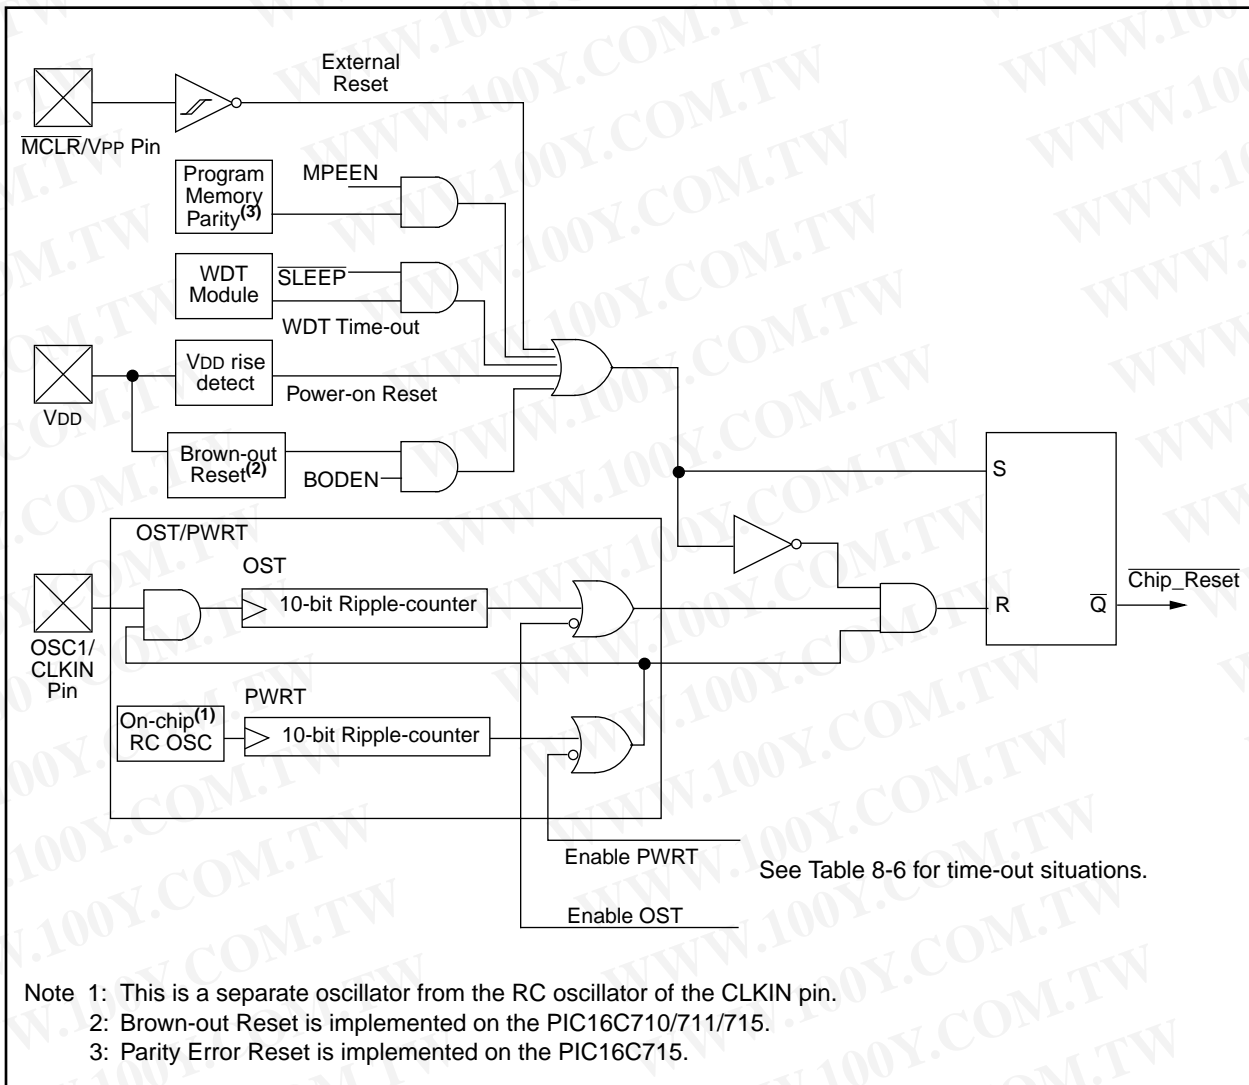 External
Reset
M̅C̅L̅R̅/VPP Pin
Program
Memory
Parity(3)
MPEEN
WDT
Module
S̅L̅E̅E̅P̅
WDT Time-out
VDD
VDD rise
detect
Power-on Reset
Brown-out
Reset(2)
BODEN
S
OST/PWRT
OST
10-bit Ripple-counter
OSC1/
CLKIN
Pin
R
Q̅
C̅h̅i̅p̅_̅R̅e̅s̅e̅t̅
PWRT
On-chip(1)
RC OSC
10-bit Ripple-counter
Enable PWRT
See Table 8-6 for time-out situations.
Enable OST
Note 1: This is a separate oscillator from the RC oscillator of the CLKIN pin.
2: Brown-out Reset is implemented on the PIC16C710/711/715.
3: Parity Error Reset is implemented on the PIC16C715.
WWW.100Y.COM.TW